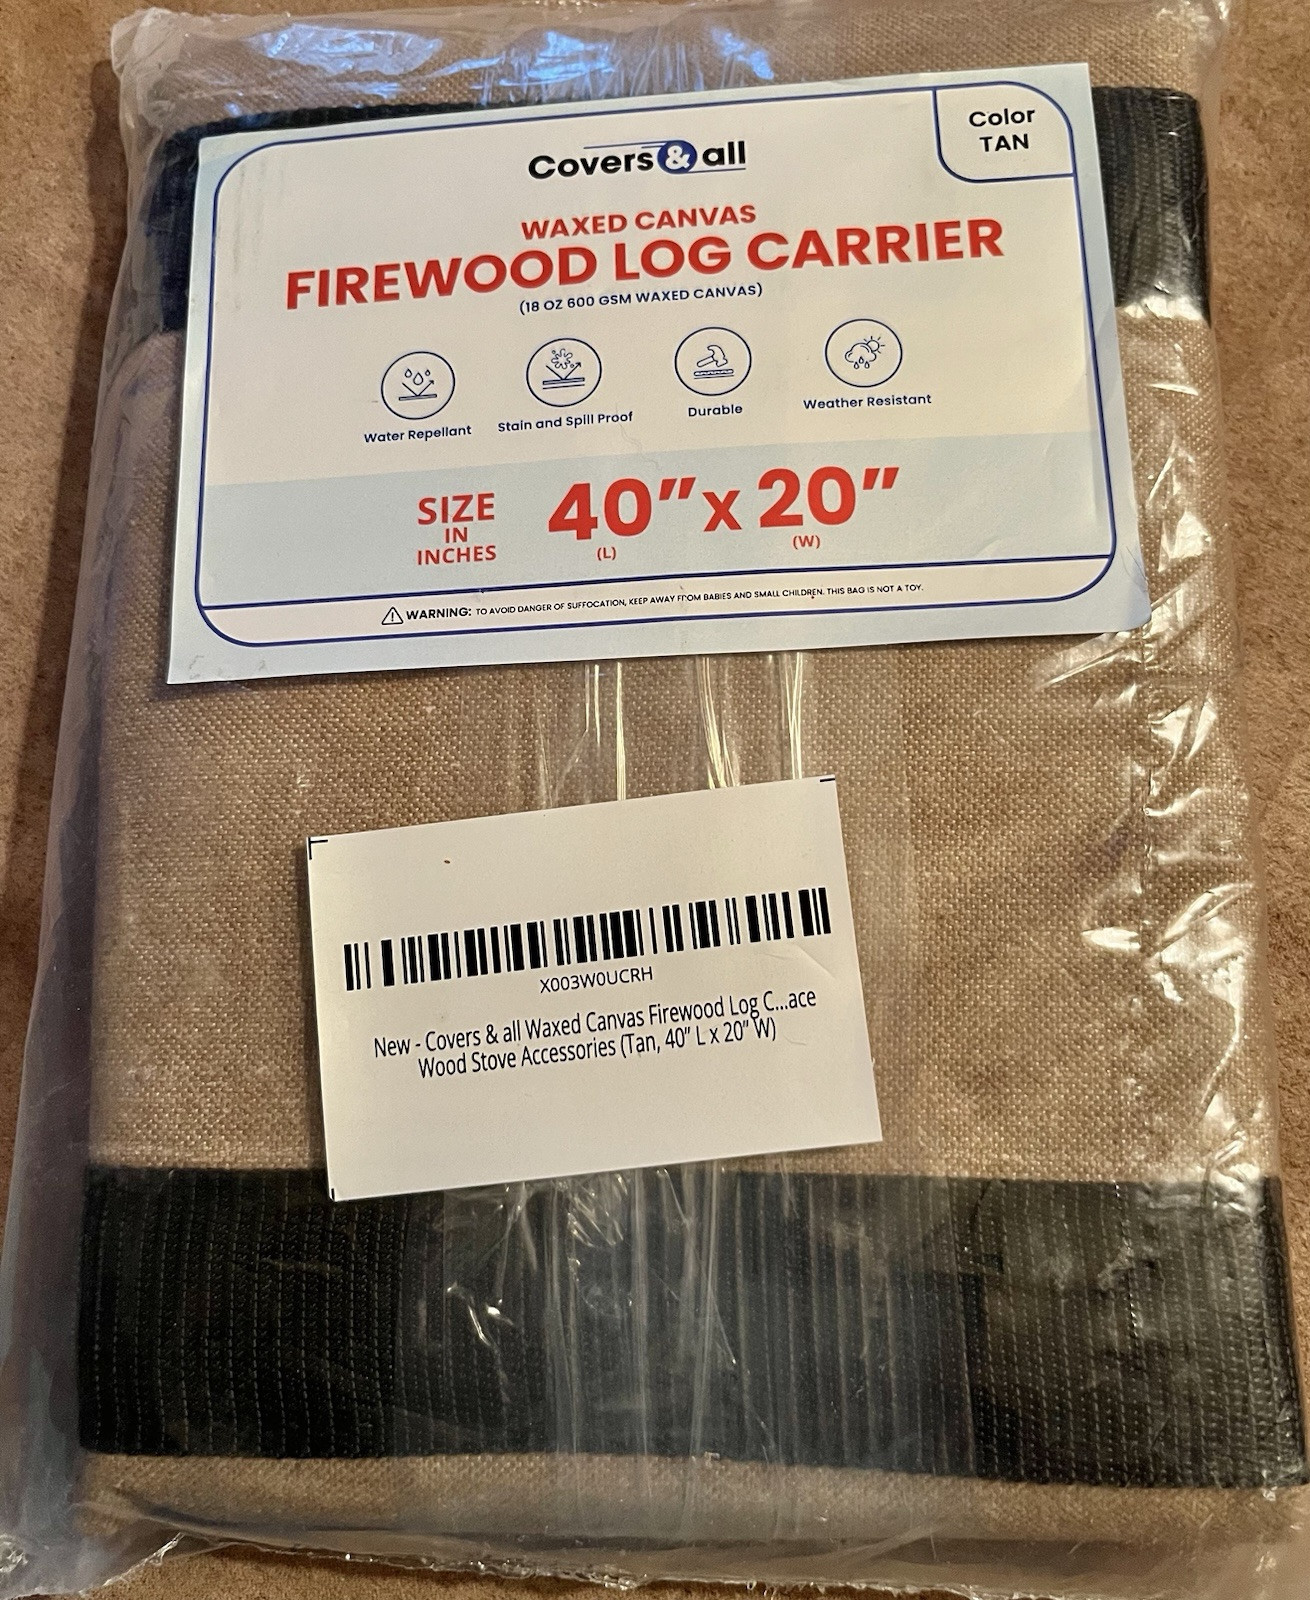 Covers & all
Color
TAN
WAXED CANVAS
FIREWOOD LOG CARRIER
(18 OZ 600 GSM WAXED CANVAS)
Water Repellant
Stain and Spill Proof
Durable
Weather Resistant
SIZE
IN
INCHES
40” x 20”
(L)
(W)
WARNING: TO AVOID DANGER OF SUFFOCATION, KEEP AWAY FROM BABIES AND SMALL CHILDREN. THIS BAG IS NOT A TOY.
X003W0UCRH
New - Covers & all Waxed Canvas Firewood Log C...ace
Wood Stove Accessories (Tan, 40” L x 20” W)